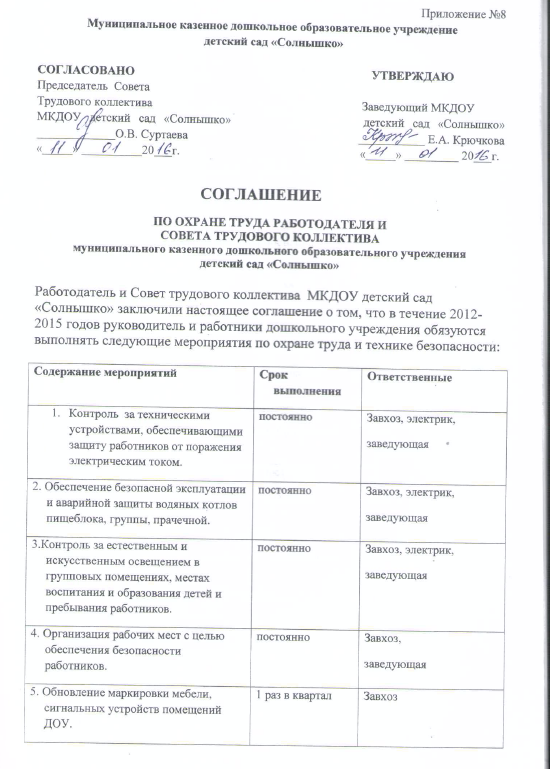 Приложение №8
Муниципальное казенное дошкольное образовательное учреждение
детский сад «Солнышко»
СОГЛАСОВАНО
Председатель Совета
Трудового коллектива
МКДОУ детский сад «Солнышко»
____________О.В. Суртаева
« 11 » 01 2016 г.
УТВЕРЖДАЮ
Заведующий МКДОУ
детский сад «Солнышко»
____________ Е.А. Крючкова
« 11 » 01 2016 г.
СОГЛАШЕНИЕ
ПО ОХРАНЕ ТРУДА РАБОТОДАТЕЛЯ И
СОВЕТА ТРУДОВОГО КОЛЛЕКТИВА
муниципального казенного дошкольного образовательного учреждения
детский сад «Солнышко»
Работодатель и Совет трудового коллектива МКДОУ детский сад
«Солнышко» заключили настоящее соглашение о том, что в течение 2012-
2015 годов руководитель и работники дошкольного учреждения обязуются
выполнять следующие мероприятия по охране труда и технике безопасности:
Содержание мероприятий
Срок
выполнения
Ответственные
1. Контроль за техническими
устройствами, обеспечивающими
защиту работников от поражения
электрическим током.
постоянно
Завхоз, электрик,
заведующая
2. Обеспечение безопасной эксплуатации
и аварийной защиты водяных котлов
пищеблока, группы, прачечной.
постоянно
Завхоз, электрик,
заведующая
3.Контроль за естественным и
искусственным освещением в
групповых помещениях, местах
воспитания и образования детей и
пребывания работников.
постоянно
Завхоз, электрик,
заведующая
4. Организация рабочих мест с целью
обеспечения безопасности
работников.
постоянно
Завхоз,
заведующая
5. Обновление маркировки мебели,
сигнальных устройств помещений
ДОУ.
1 раз в квартал
Завхоз